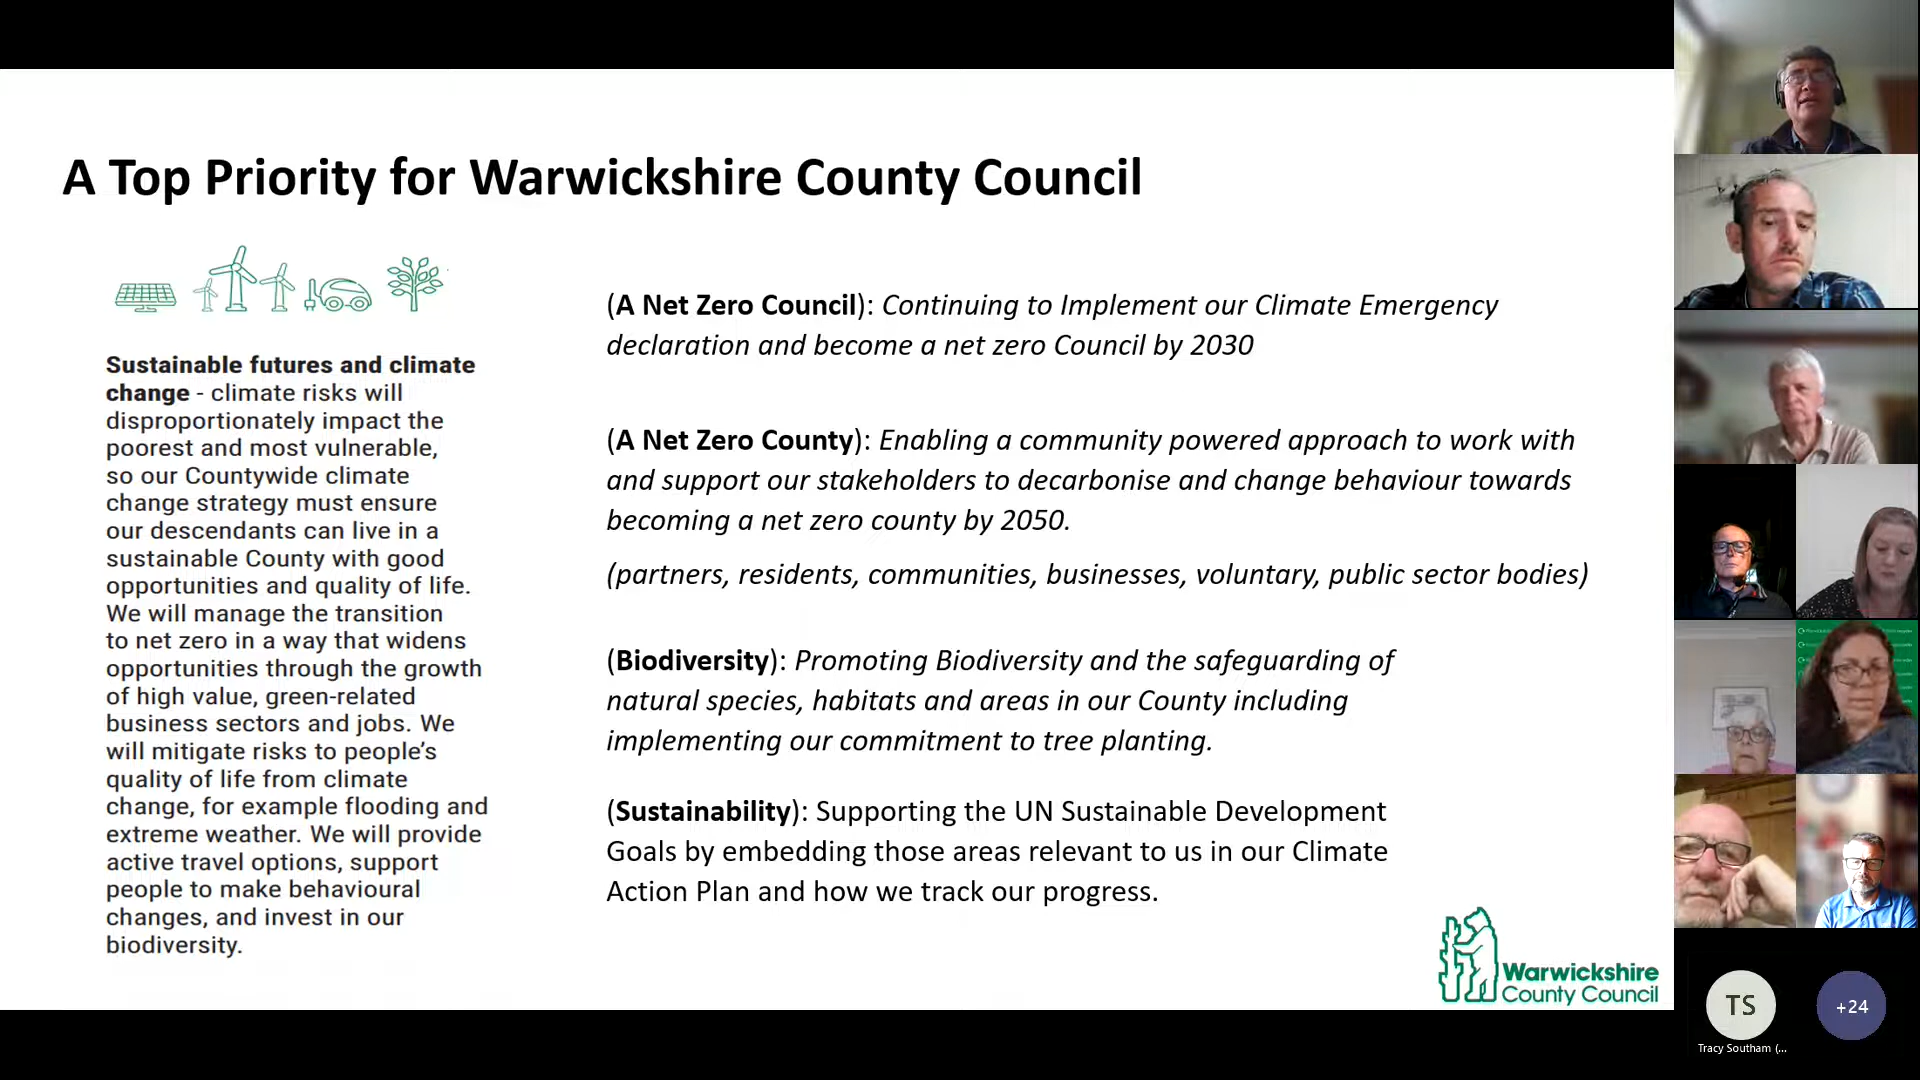 A Top Priority for Warwickshire County Council
Sustainable futures and climate
change - climate risks will
disproportionately impact the
poorest and most vulnerable,
so our Countywide climate
change strategy must ensure
our descendants can live in a
sustainable County with good
opportunities and quality of life.
We will manage the transition
to net zero in a way that widens
opportunities through the growth
of high value, green-related
business sectors and jobs. We
will mitigate risks to people's
quality of life from climate
change, for example flooding and
extreme weather. We will provide
active travel options, support
people to make behavioural
changes, and invest in our
biodiversity.
(A Net Zero Council): Continuing to Implement our Climate Emergency
declaration and become a net zero Council by 2030
(A Net Zero County): Enabling a community powered approach to work with
and support our stakeholders to decarbonise and change behaviour towards
becoming a net zero county by 2050.
(partners, residents, communities, businesses, voluntary, public sector bodies)
(Biodiversity): Promoting Biodiversity and the safeguarding of
natural species, habitats and areas in our County including
implementing our commitment to tree planting.
(Sustainability): Supporting the UN Sustainable Development
Goals by embedding those areas relevant to us in our Climate
Action Plan and how we track our progress.
Warwickshire
County Council
TS
+24
Tracy Southam (...